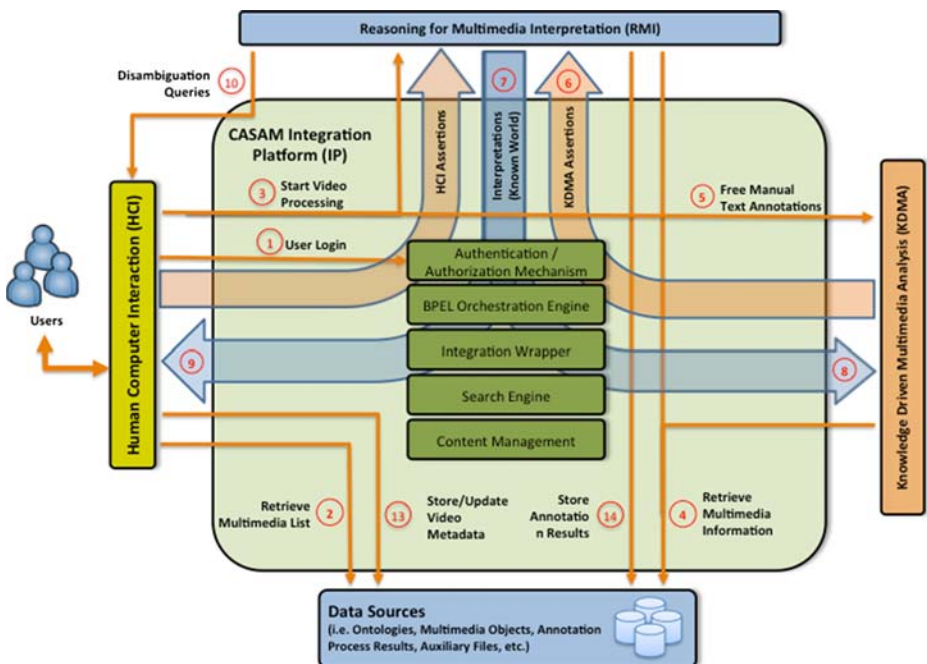 Reasoning for Multimedia Interpretation (RMI)
Disambiguation
Queries
10
7
6
CASAM Integration
Platform (IP)
HCI Assertions
Interpretations
(Known World)
KDMA Assertions
3
Start Video
Processing
5
Free Manual
Text Annotations
1
User Login
Human Computer Interaction (HCI)
Knowledge Driven Multimedia Analysis (KDMA)
Users
Authentication /
Authorization Mechanism
BPEL Orchestration Engine
Integration Wrapper
Search Engine
Content Management
9
8
Retrieve
Multimedia List
2
13
Store/Update
Video
Metadata
Store
Annotatio
n Results
14
4
Retrieve
Multimedia
Information
Data Sources
(i.e. Ontologies, Multimedia Objects, Annotation
Process Results, Auxiliary Files, etc.)